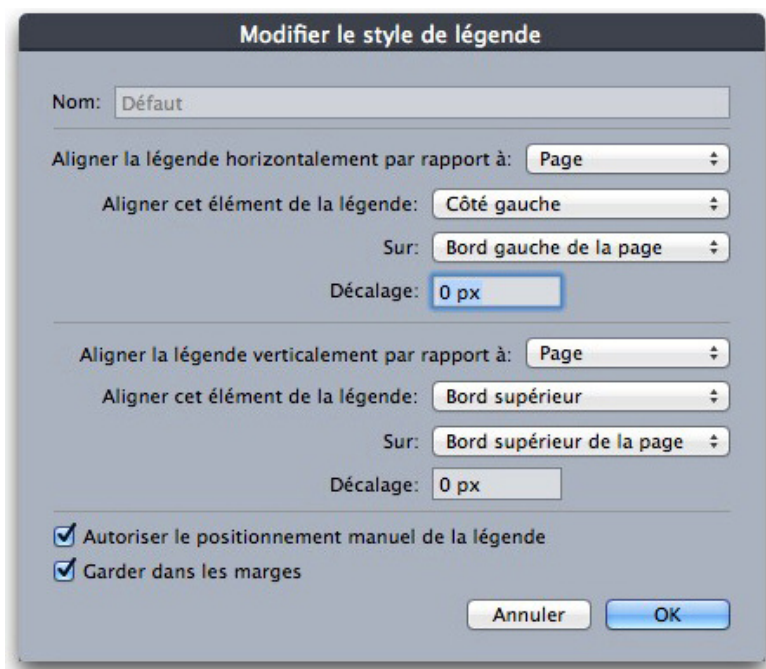 Modifier le style de légende
Nom: Défaut
Aligner la légende horizontalement par rapport à: Page
Aligner cet élément de la légende: Côté gauche
Sur: Bord gauche de la page
Décalage: 0 px
Aligner la légende verticalement par rapport à: Page
Aligner cet élément de la légende: Bord supérieur
Sur: Bord supérieur de la page
Décalage: 0 px
Autoriser le positionnement manuel de la légende
Garder dans les marges
Annuler OK